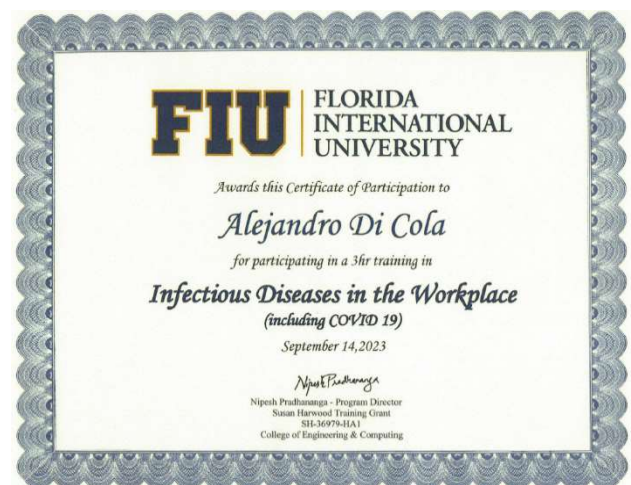 FIU
FLORIDA
INTERNATIONAL
UNIVERSITY
Awards this Certificate of Participation to
Alejandro Di Cola
for participating in a 3hr training in
Infectious Diseases in the Workplace
(including COVID 19)
September 14,2023
Nipesh Pradhananga
Nipesh Pradhananga - Program Director
Susan Harwood Training Grant
SH-36979-HA1
College of Engineering & Computing